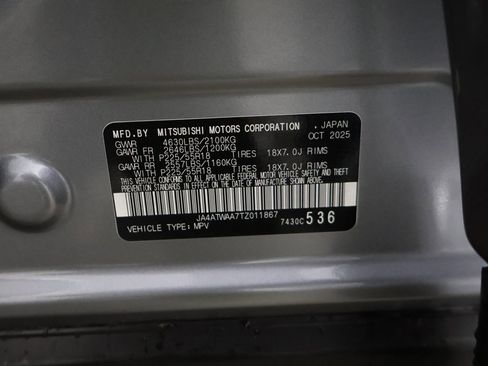 MFD.BY MITSUBISHI MOTORS CORPORATION , JAPAN
GVWR 4630LBS/2100KG OCT 2025
GAWR FR 2646LBS/1200KG
WITH P225/55R18 TIRES 18X7.0J RIMS
GAWR RR 2557LBS/1160KG
WITH P225/55R18 TIRES 18X7.0J RIMS
THIS VEHICLE CONFORMS TO ALL APPLICABLE FEDERAL MOTOR VEHICLE SAFETY, BUMPER, AND THEFT
PREVENTION STANDARDS IN EFFECT ON THE DATE OF MANUFACTURE SHOWN ABOVE.
JA4ATWAA7TZ011867 7430C 536
VEHICLE TYPE: MPV